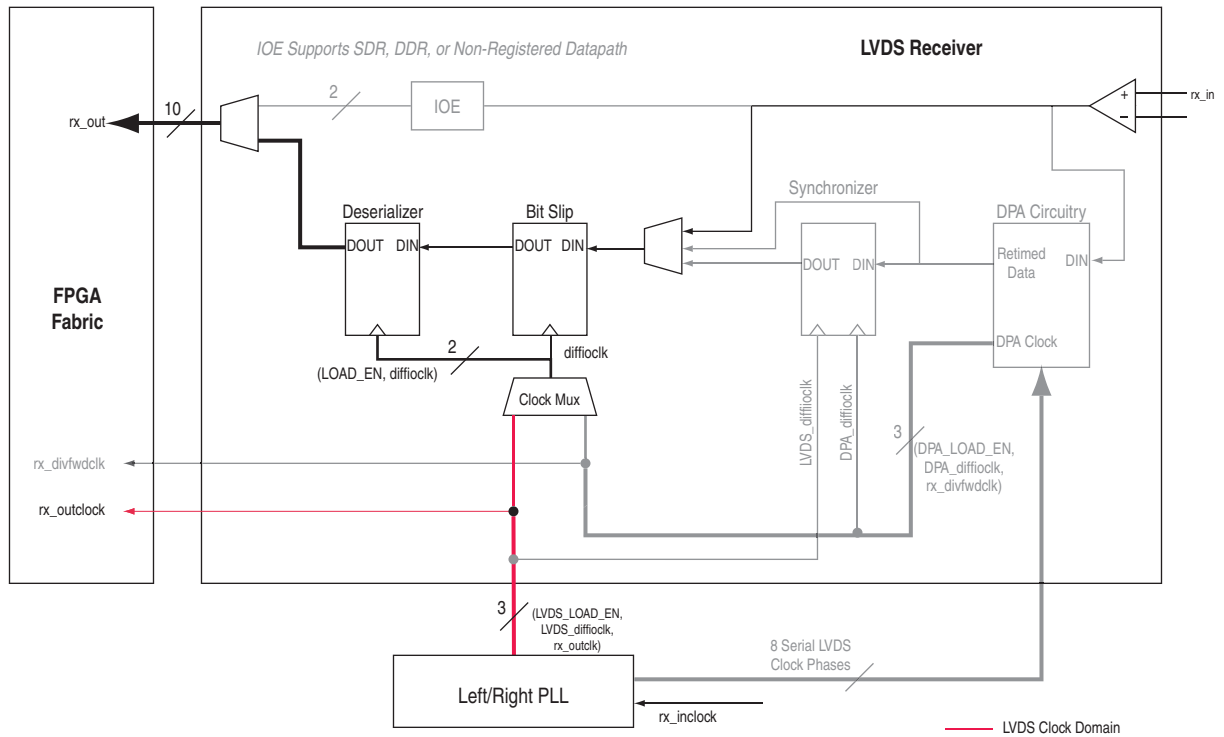 IOE Supports SDR, DDR, or Non-Registered Datapath
LVDS Receiver
2
IOE
+
–
rx_in
10
rx_out
Synchronizer
Deserializer
Bit Slip
DPA Circuitry
DOUT DIN
DOUT DIN
DOUT DIN
Retimed
Data
DIN
FPGA
Fabric
2
diffioclk
(LOAD_EN, diffioclk)
DPA Clock
Clock Mux
LVDS_diffiioclk
DPA_diffioclk
3
(DPA_LOAD_EN,
DPA_diffioclk,
rx_divfwdclk)
rx_divfwdclk
rx_outclock
3
(LVDS_LOAD_EN,
LVDS_diffioclk,
rx_outclk)
8 Serial LVDS
Clock Phases
Left/Right PLL
rx_inclock
LVDS Clock Domain